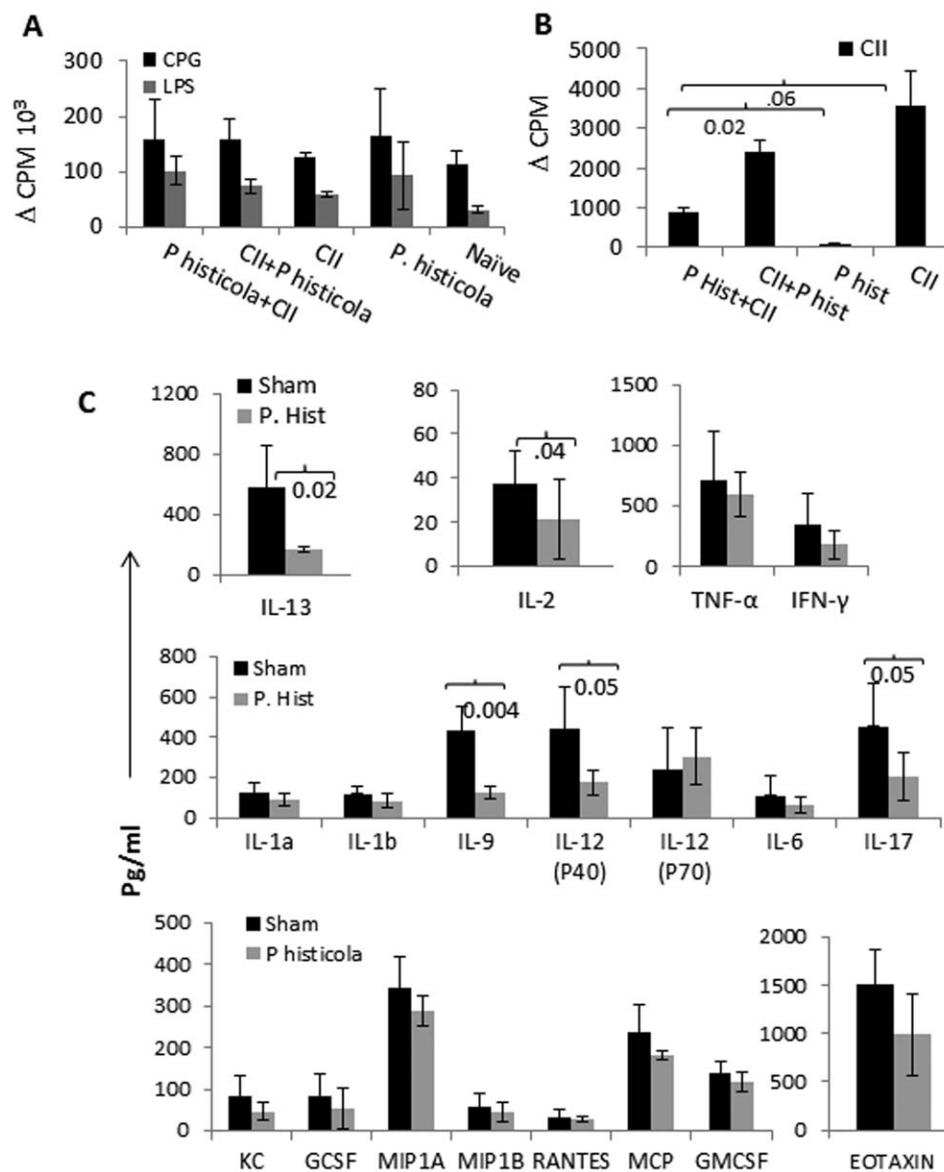 A
300
200
100
0
Δ CPM 10³
CPG
LPS
P histicola+CII
CII+P histicola
CII
P. histicola
Naïve
B
5000
4000
3000
2000
1000
0
Δ CPM
CII
.06
0.02
P Hist+CII
CII+P hist
P hist
CII
C
Pg/ml
1200
800
400
0
Sham
P. Hist
0.02
IL-13
80
60
40
20
0
.04
IL-2
1500
1000
500
0
TNF-α IFN-γ
800
600
400
200
0
Sham
P. Hist
0.004
0.05
0.05
IL-1a IL-1b IL-9 IL-12 IL-12 IL-6 IL-17
(P40) (P70)
500
400
300
200
100
0
Sham
P histicola
KC GCSF MIP1A MIP1B RANTES MCP GMCSF
2000
1500
1000
500
0
EOTAXIN